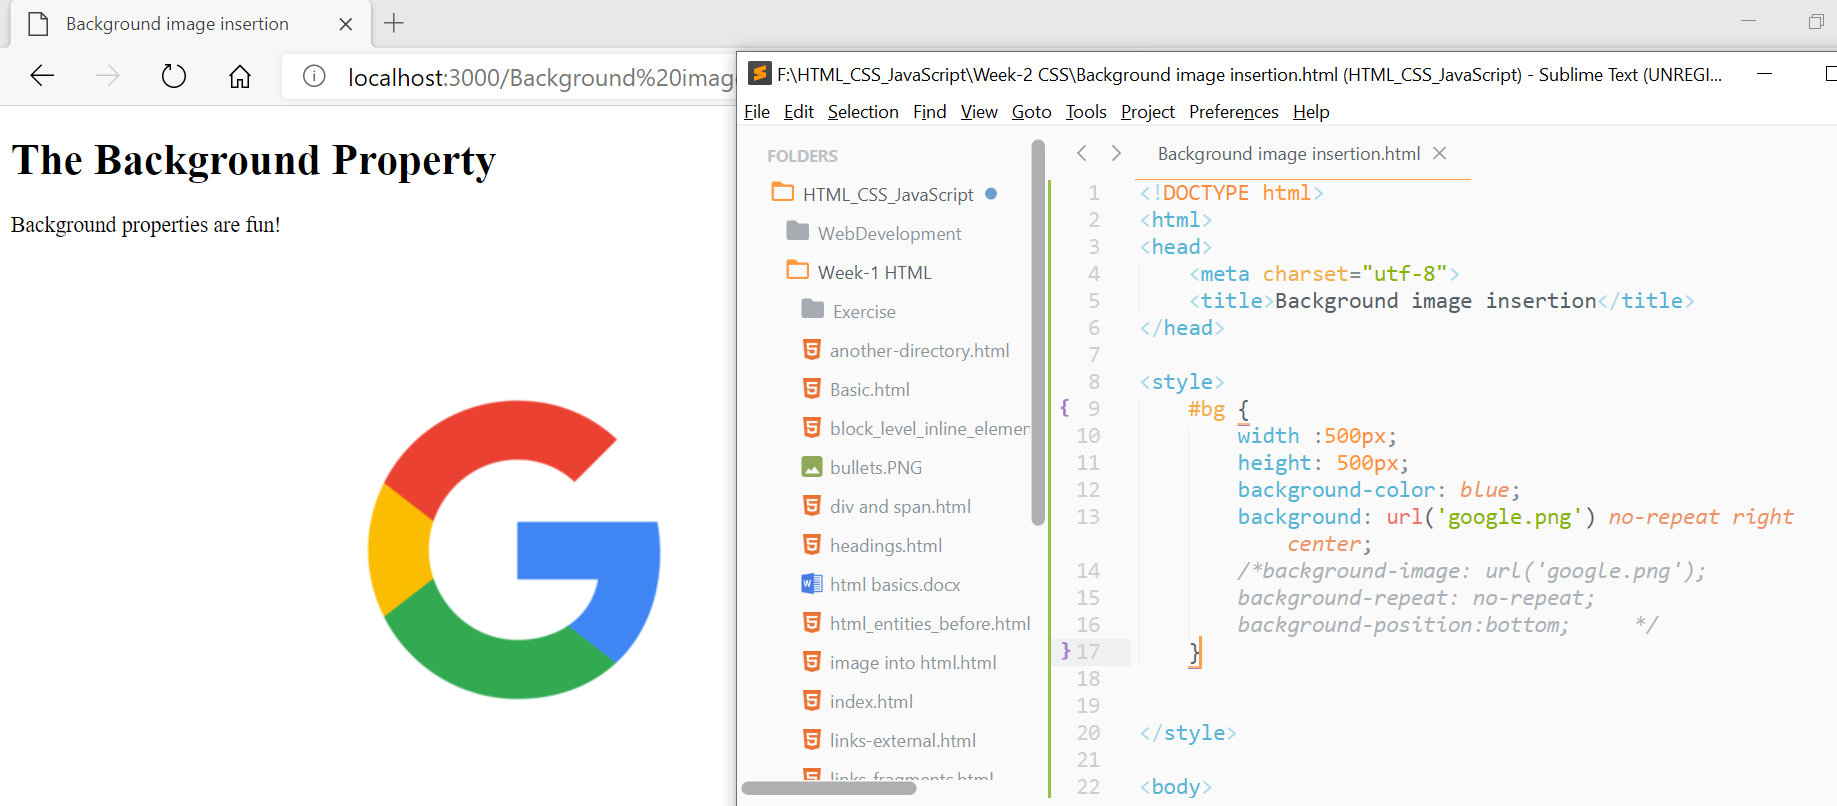 Background image insertion
localhost:3000/Background%20imag
The Background Property
Background properties are fun!
F:\HTML_CSS_JavaScript\Week-2 CSS\Background image insertion.html (HTML_CSS_JavaScript) - Sublime Text (UNREGI...
File Edit Selection Find View Goto Tools Project Preferences Help
FOLDERS
HTML_CSS_JavaScript
WebDevelopment
Week-1 HTML
Exercise
another-directory.html
Basic.html
block_level_inline_elemen
bullets.PNG
div and span.html
headings.html
html basics.docx
html_entities_before.html
image into html.html
index.html
links-external.html
links-fragments.html
Background image insertion.html
1 <!DOCTYPE html>
2 <html>
3 <head>
4 <meta charset="utf-8">
5 <title>Background image insertion</title>
6 </head>
7
8 <style>
{ 9 #bg {
10 width :500px;
11 height: 500px;
12 background-color: blue;
13 background: url('google.png') no-repeat right
center;
14 /*background-image: url('google.png');
15 background-repeat: no-repeat;
16 background-position:bottom; */
} 17 }
18
19
20 </style>
21
22 <body>